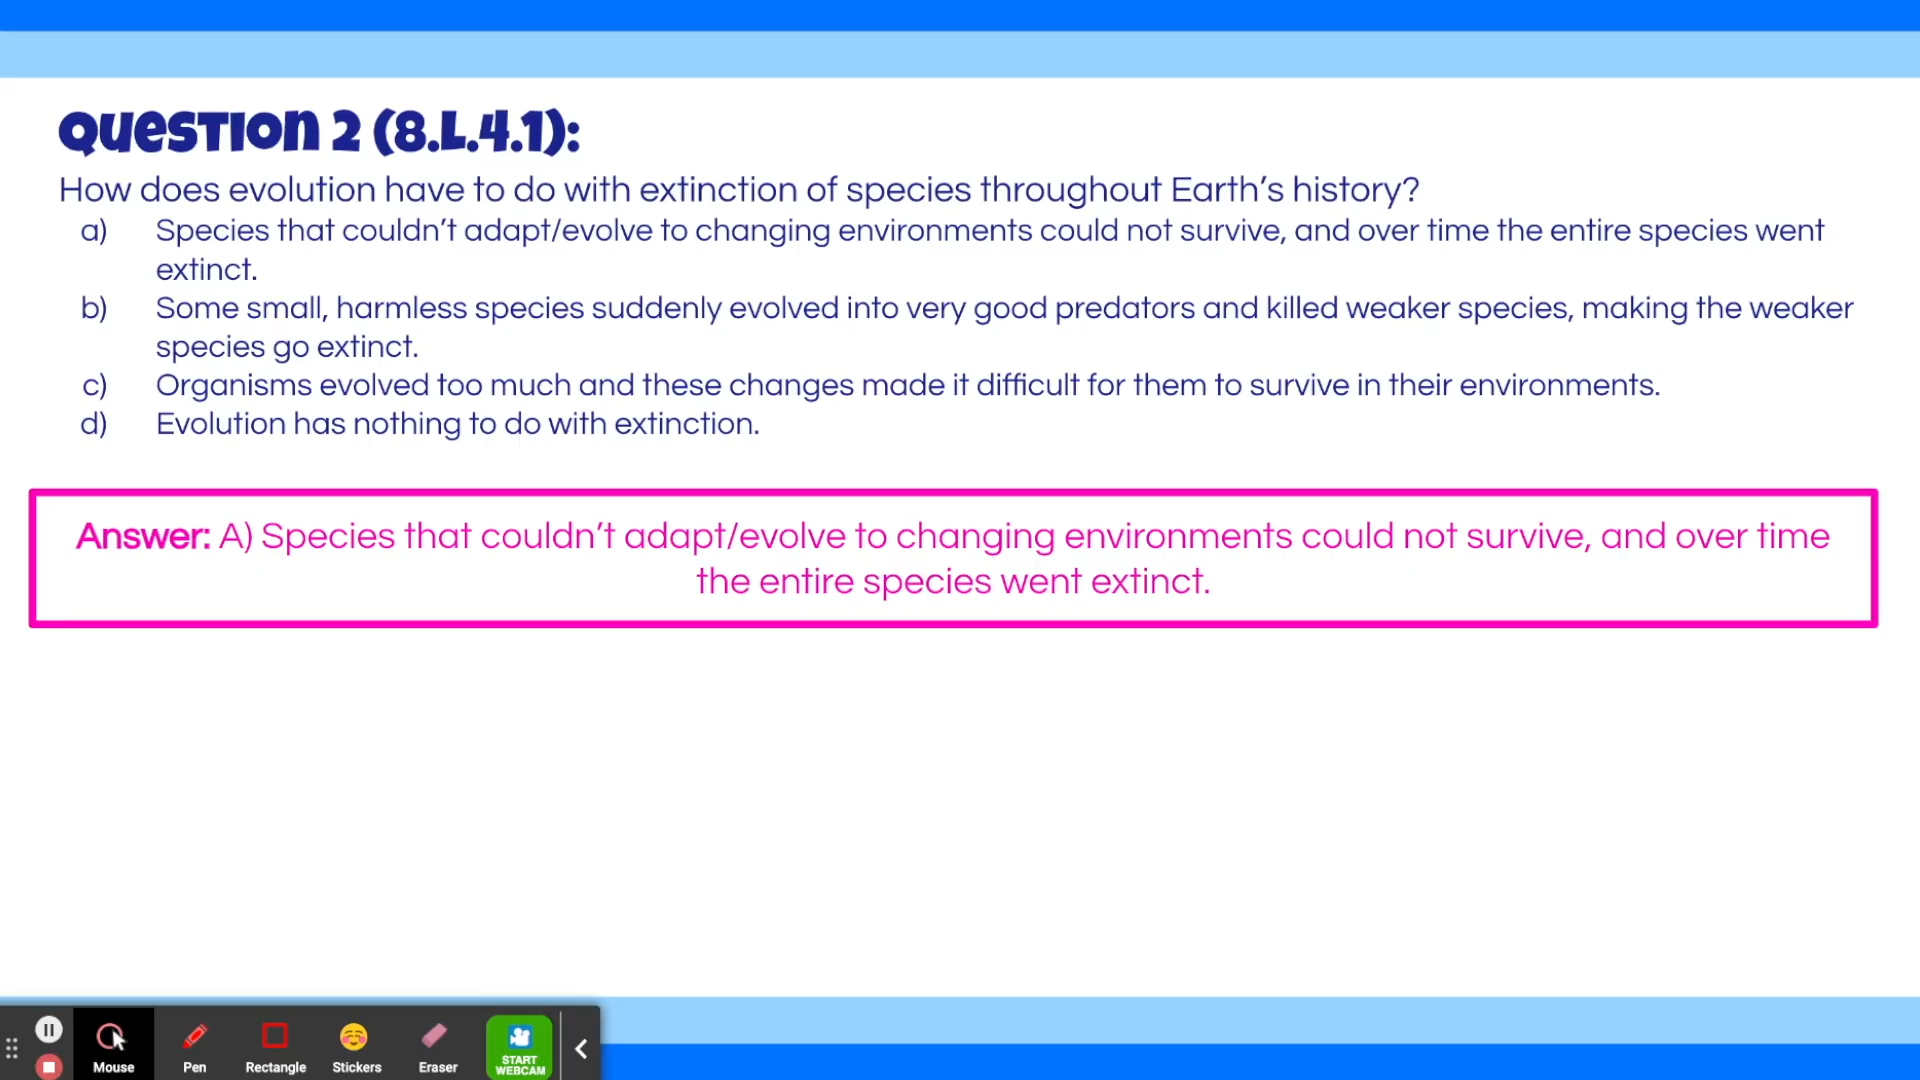 Question 2 (8.L.4.1):
How does evolution have to do with extinction of species throughout Earth’s history?
a) Species that couldn’t adapt/evolve to changing environments could not survive, and over time the entire species went
extinct.
b) Some small, harmless species suddenly evolved into very good predators and killed weaker species, making the weaker
species go extinct.
c) Organisms evolved too much and these changes made it difficult for them to survive in their environments.
d) Evolution has nothing to do with extinction.
Answer: A) Species that couldn’t adapt/evolve to changing environments could not survive, and over time
the entire species went extinct.
Mouse Pen Rectangle Stickers Eraser START
WEBCAM